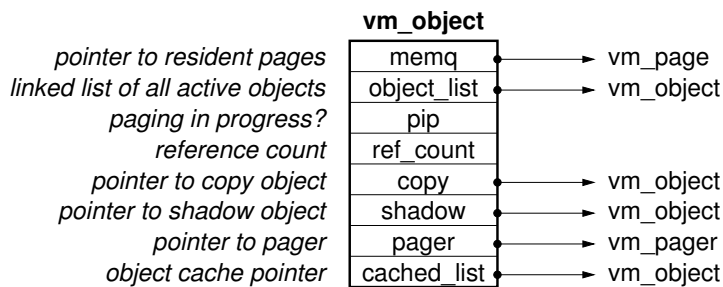 vm_object
pointer to resident pages memq vm_page
linked list of all active objects object_list vm_object
paging in progress? pip
reference count ref_count
pointer to copy object copy vm_object
pointer to shadow object shadow vm_object
pointer to pager pager vm_pager
object cache pointer cached_list vm_object